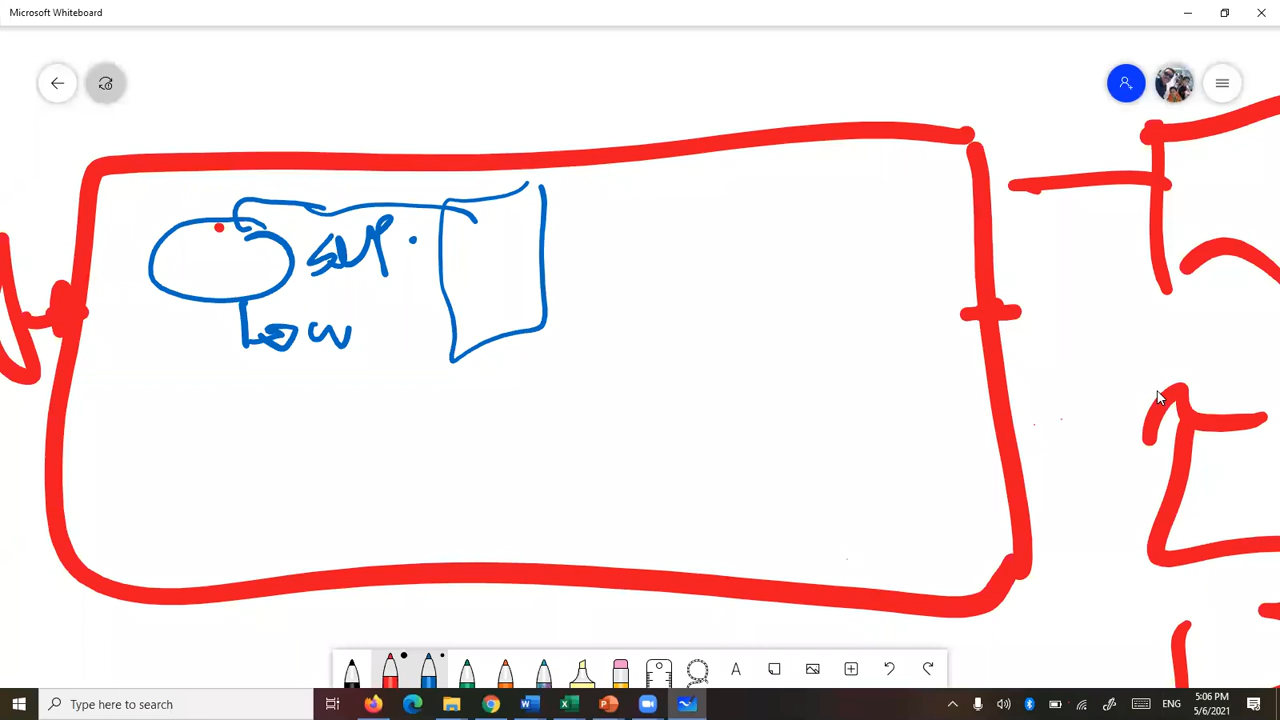 Microsoft Whiteboard
SUP.
Low
A
Type here to search
ENG
5:06 PM
5/6/2021